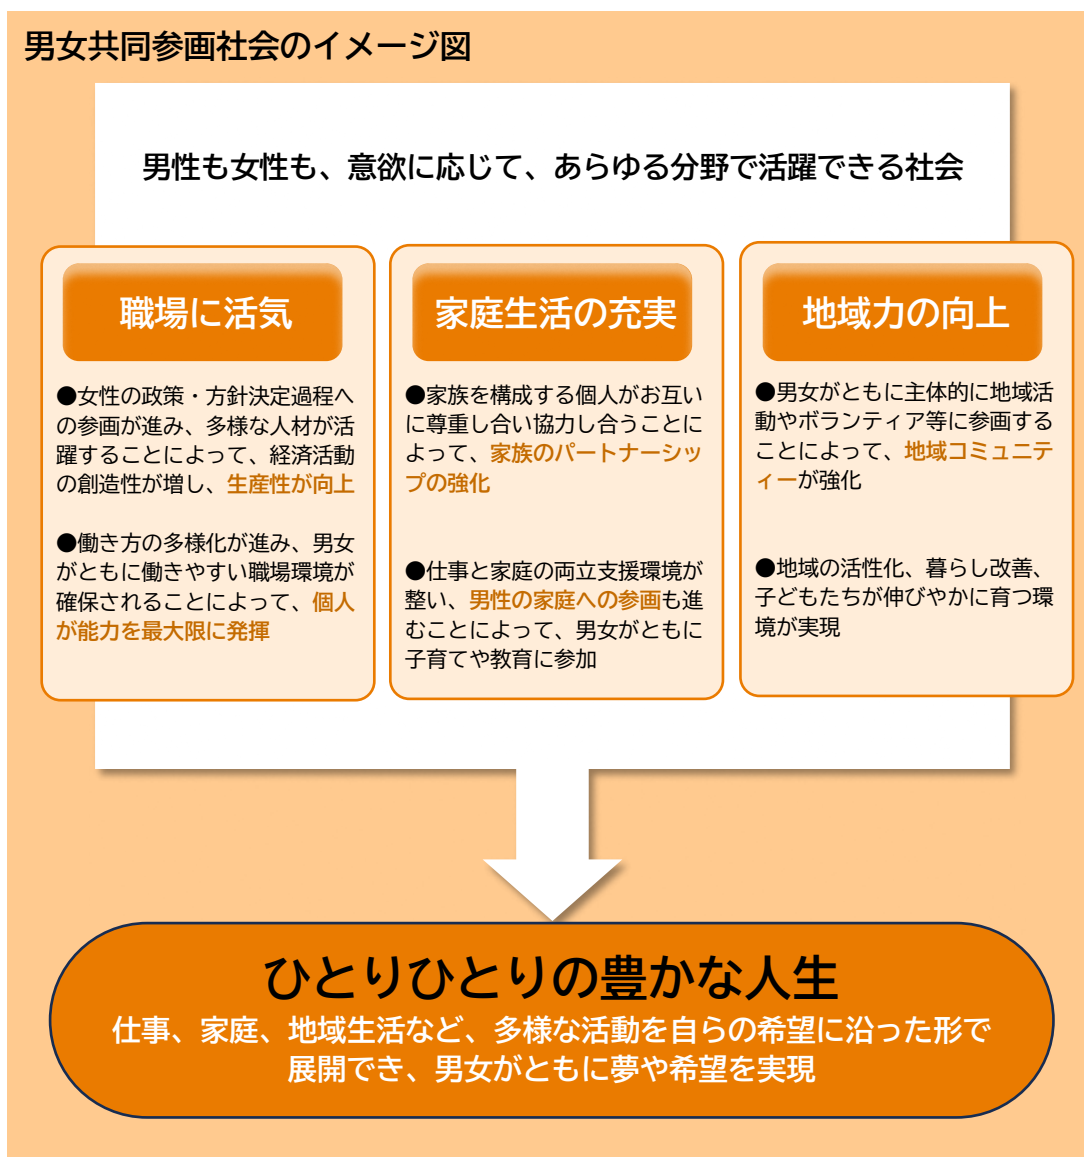 男女共同参画社会のイメージ図
男性も女性も、意欲に応じて、あらゆる分野で活躍できる社会
職場に活気
●女性の政策・方針決定過程へ
の参画が進み、多様な人材が活
躍することによって、経済活動
の創造性が増し、生産性が向上
●働き方の多様化が進み、男女
がともに働きやすい職場環境が
確保されることによって、個人
が能力を最大限に発揮
家庭生活の充実
●家族を構成する個人がお互い
に尊重し合い協力し合うことに
よって、家族のパートナーシッ
プの強化
●仕事と家庭の両立支援環境が
整い、男性の家庭への参画も進
むことによって、男女がともに
子育てや教育に参加
地域力の向上
●男女がともに主体的に地域活
動やボランティア等に参画する
ことによって、地域コミュニテ
ィーが強化
●地域の活性化、暮らし改善、
子どもたちが伸びやかに育つ環
境が実現
ひとりひとりの豊かな人生
仕事、家庭、地域生活など、多様な活動を自らの希望に沿った形で
展開でき、男女がともに夢や希望を実現